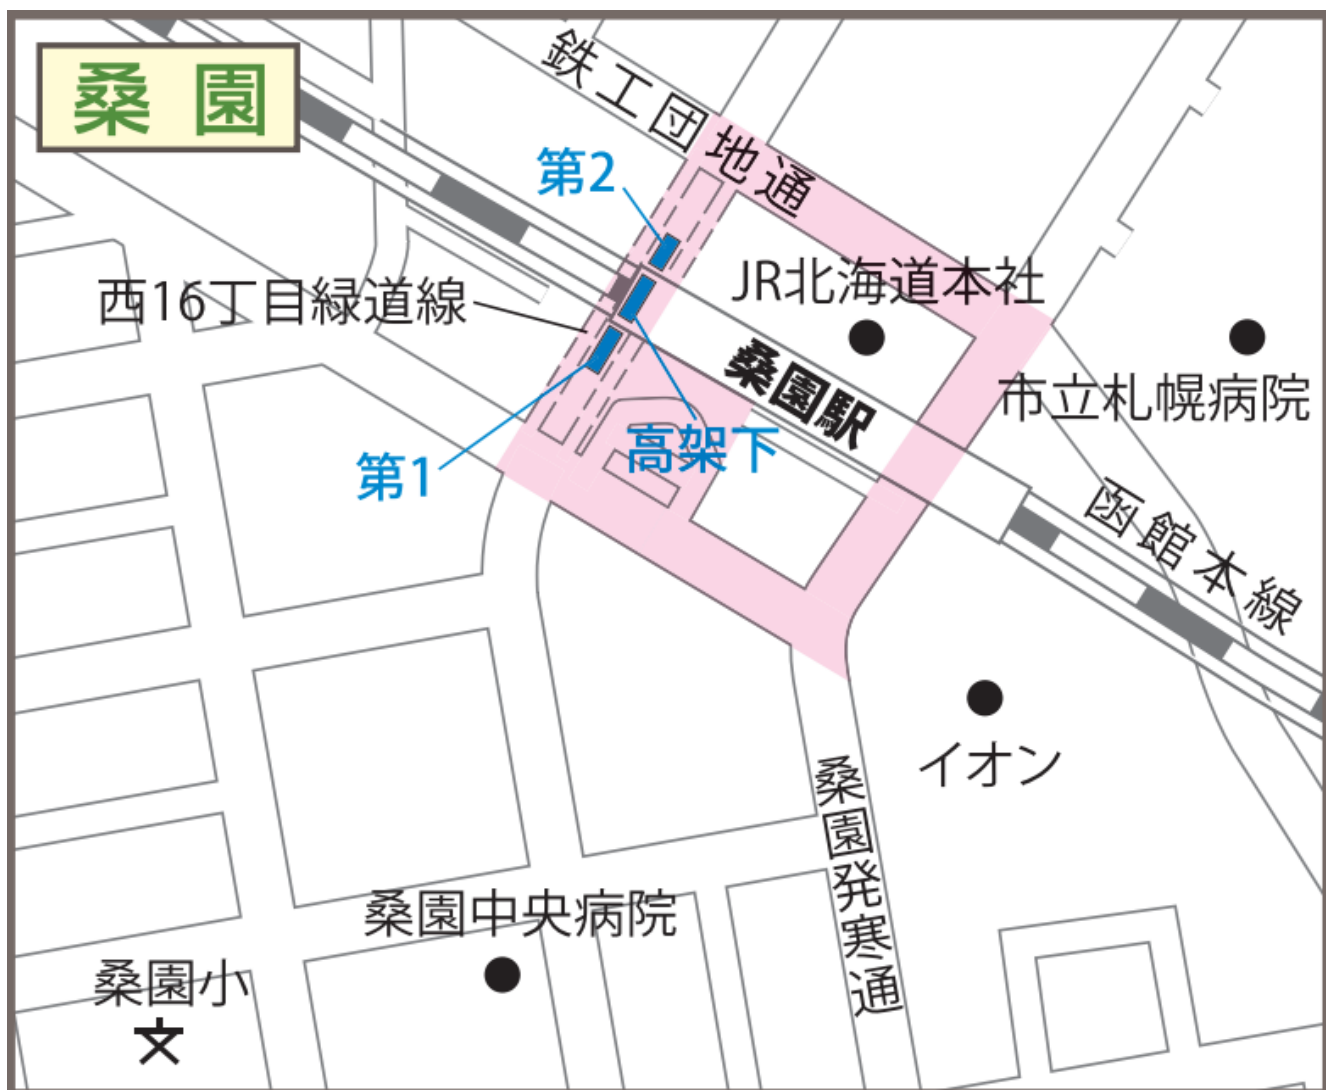 桑園
鉄工団地通
第2
JR北海道本社
西16丁目緑道線
桑園駅
市立札幌病院
高架下
第1
函館本線
イオン
桑園発寒通
桑園中央病院
桑園小
文